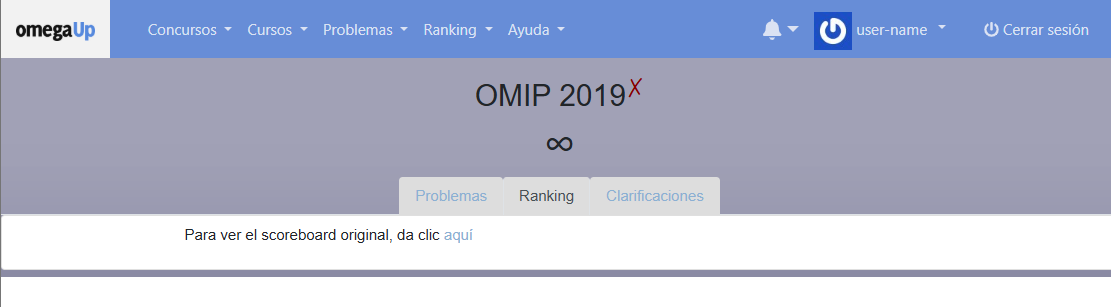 omegaUp Concursos Cursos Problemas Ranking Ayuda user-name Cerrar sesión
OMIP 2019 X
∞
Problemas Ranking Clarificaciones
Para ver el scoreboard original, da clic aquí